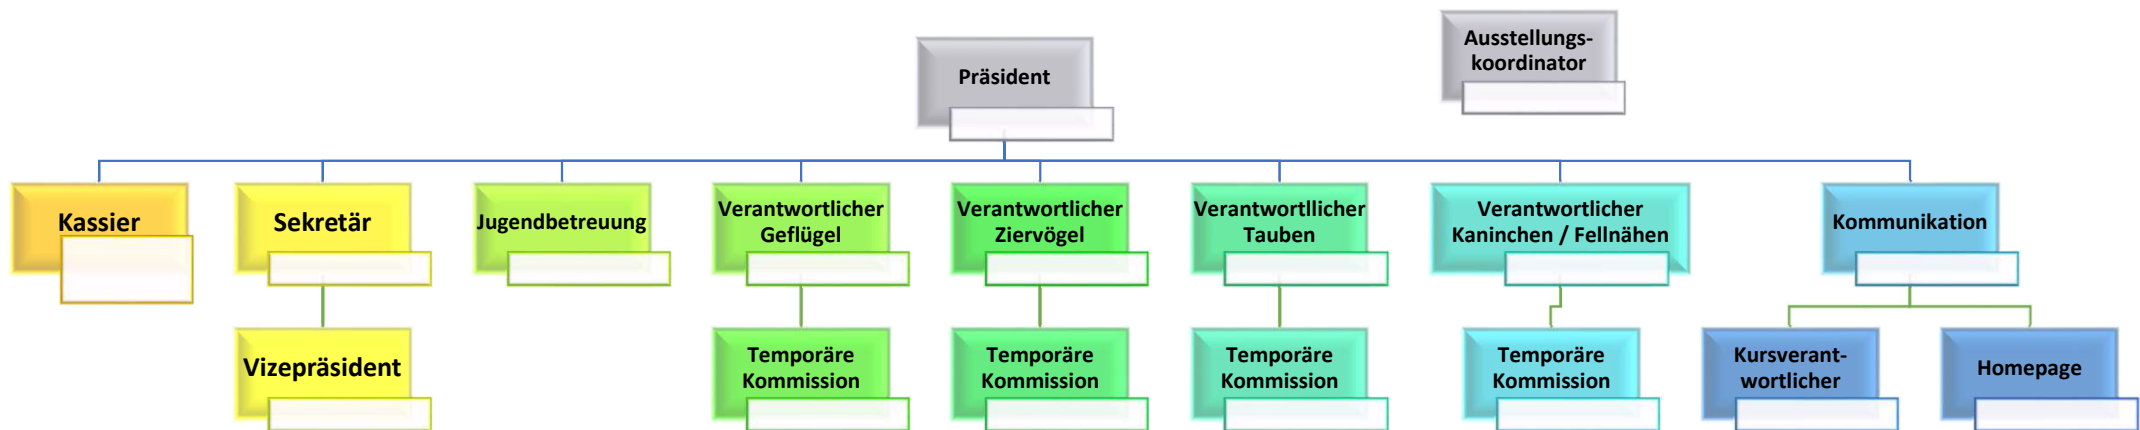 Präsident
Ausstellungs-
koordinator
Kassier
Sekretär
Jugendbetreuung
Verantwortlicher
Geflügel
Verantwortlicher
Ziervögel
Verantwortllicher
Tauben
Verantwortlicher
Kaninchen / Fellnähen
Kommunikation
Vizepräsident
Temporäre
Kommission
Temporäre
Kommission
Temporäre
Kommission
Temporäre
Kommission
Kursverant-
wortlicher
Homepage